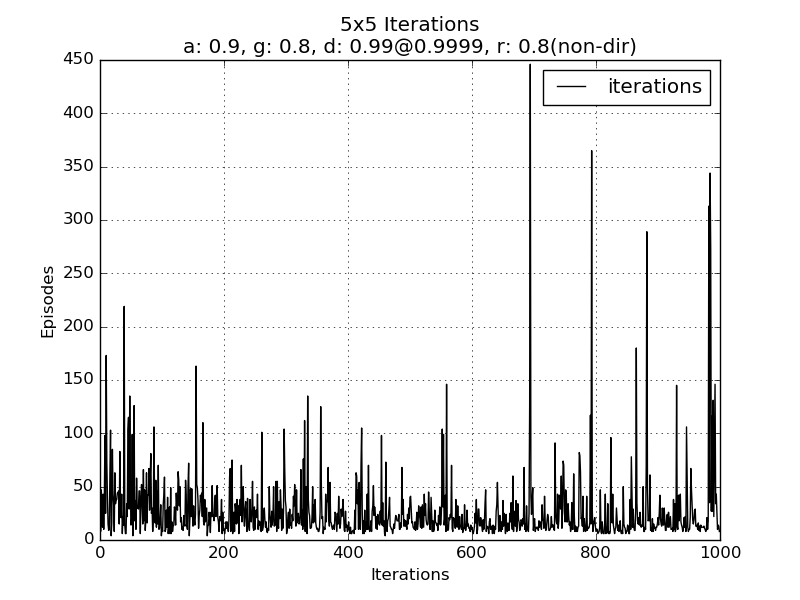 5x5 Iterations
a: 0.9, g: 0.8, d: 0.99@0.9999, r: 0.8(non-dir)
450
400
350
300
250
200
150
100
50
0
Episodes
iterations
0 200 400 600 800 1000
Iterations